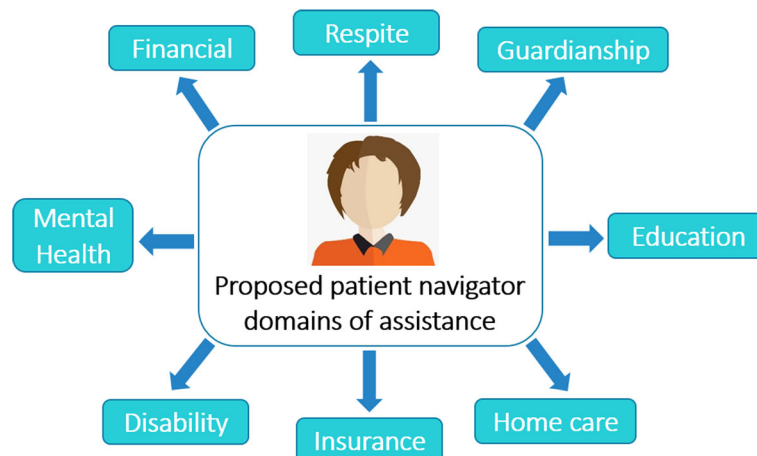 Respite
Financial
Guardianship
Mental
Health
Education
Proposed patient navigator
domains of assistance
Disability
Insurance
Home care